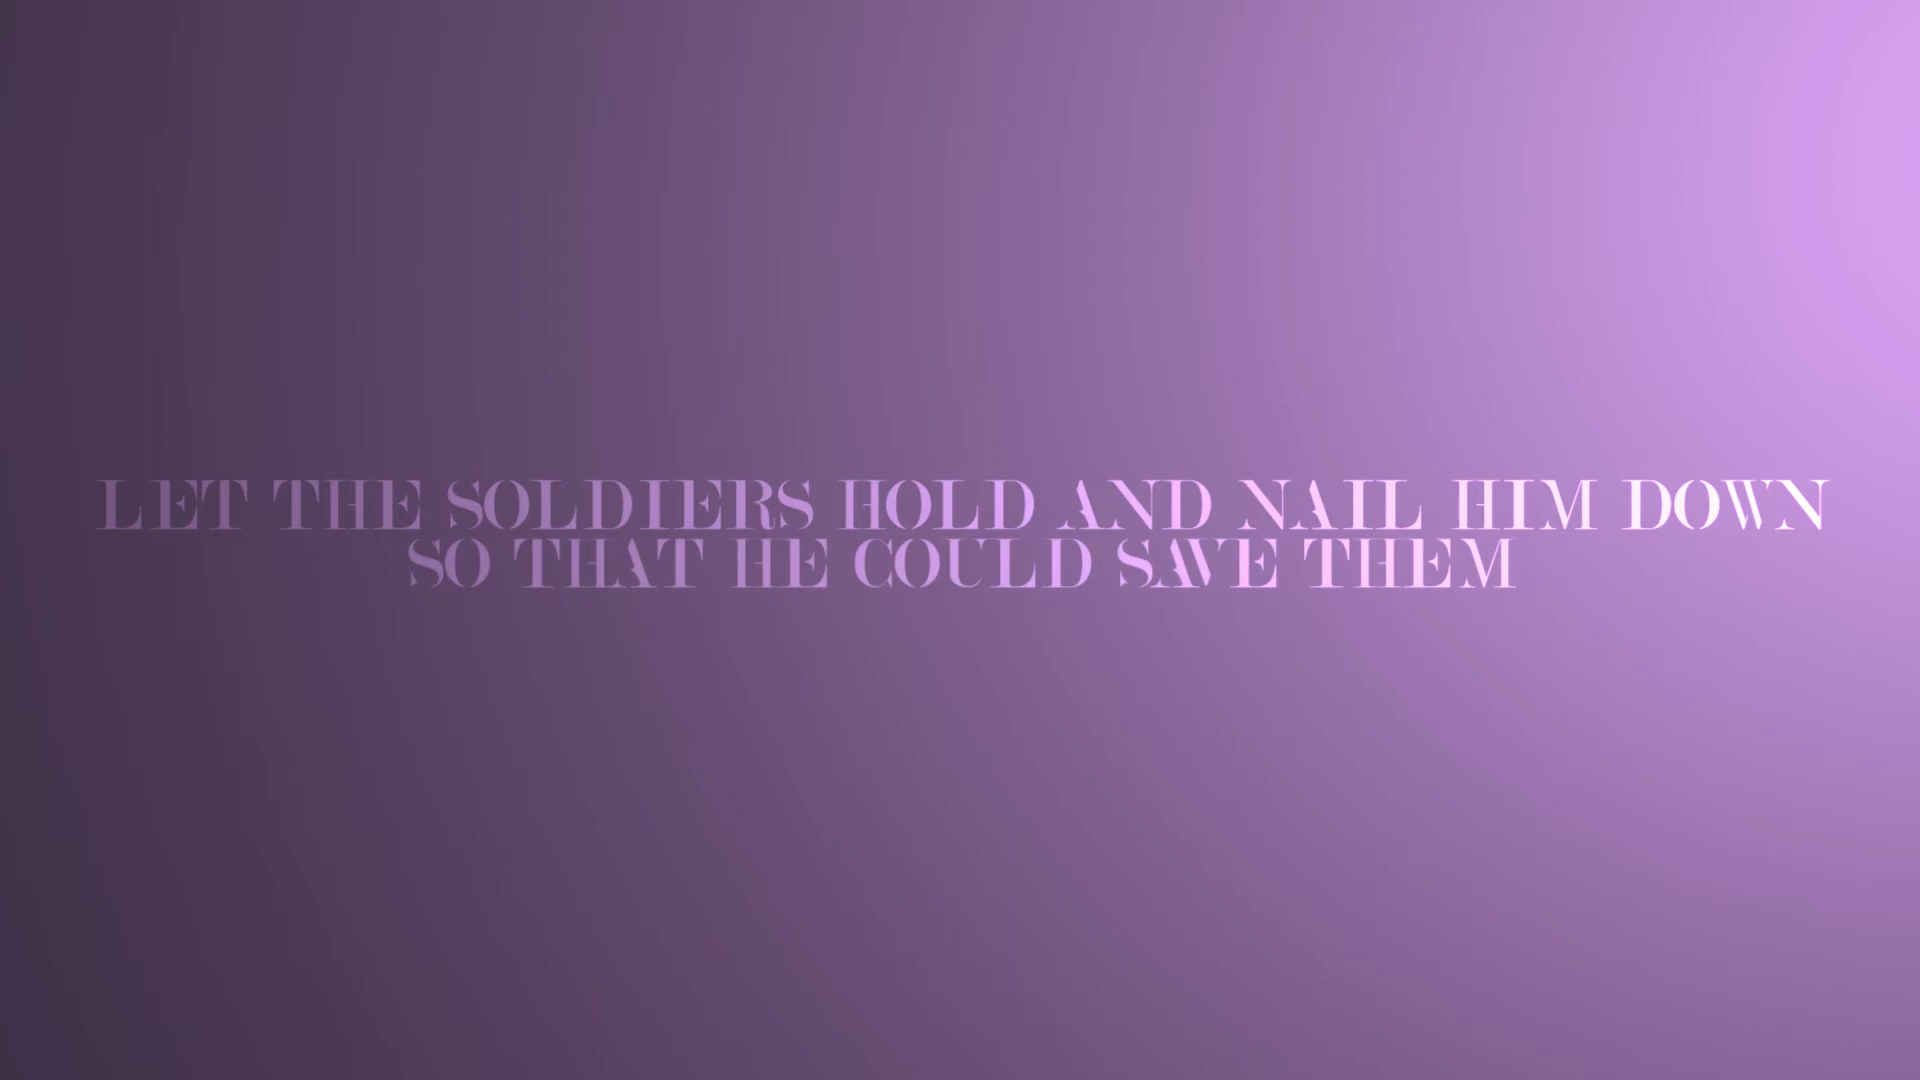 LET THE SOLDIERS HOLD AND NAIL HIM DOWN
SO THAT HE COULD SAVE THEM